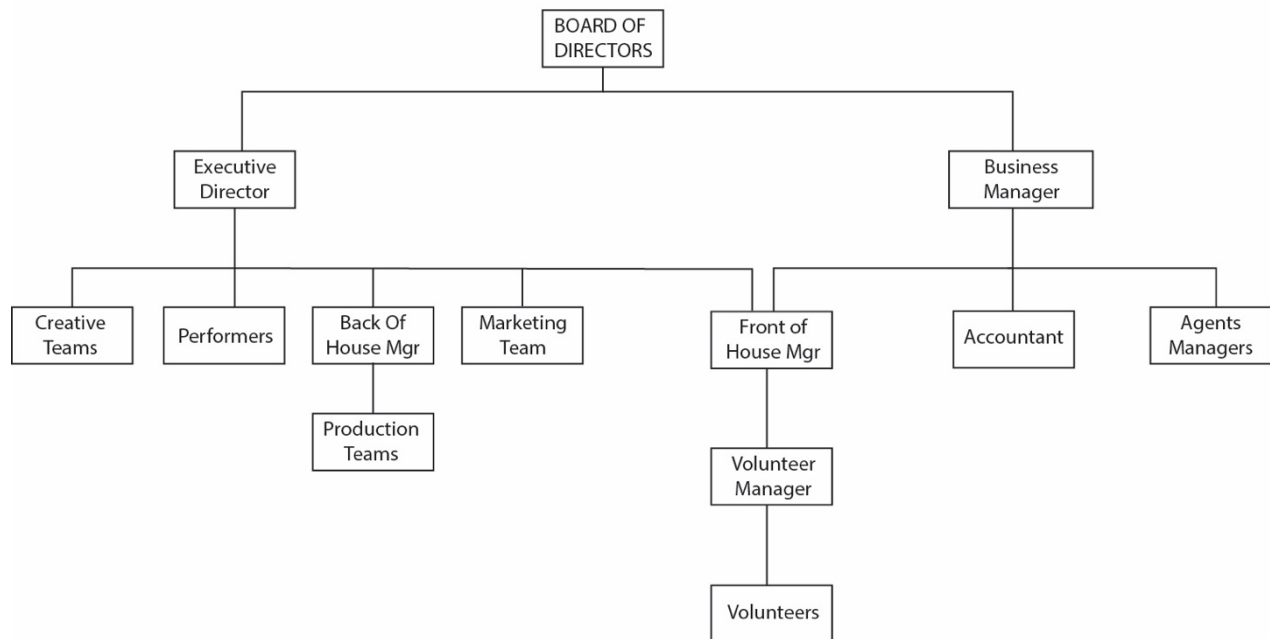 BOARD OF
DIRECTORS
Executive
Director
Business
Manager
Creative
Teams
Performers
Back Of
House Mgr
Marketing
Team
Front of
House Mgr
Accountant
Agents
Managers
Production
Teams
Volunteer
Manager
Volunteers